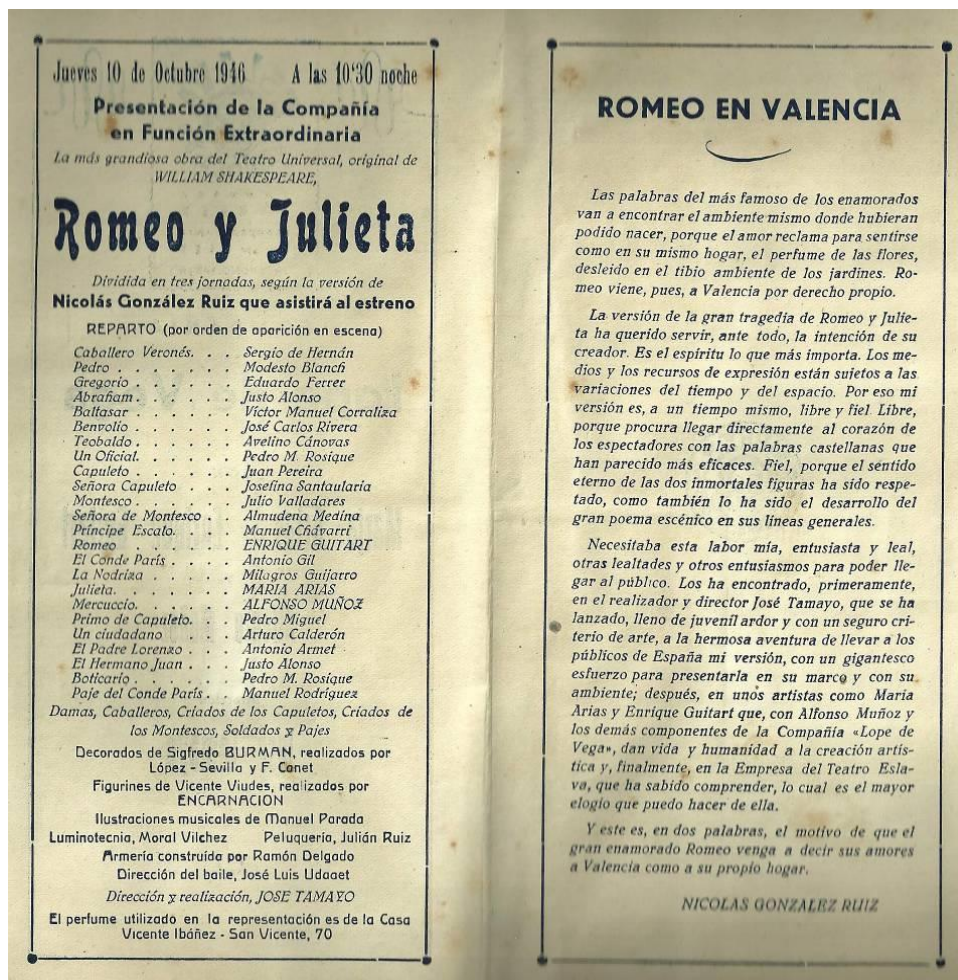 Jueves 10 de Octubre 1946 A las 10'30 noche
Presentación de la Compañía
en Función Extraordinaria
La más grandiosa obra del Teatro Universal, original de
WILLIAM SHAKESPEARE,
Romeo y Julieta
Dividida en tres jornadas, según la versión de
Nicolás González Ruiz que asistirá al estreno
REPARTO (por orden de aparición en escena)
Caballero Veronés. . . Sergio de Hernán
Pedro . . . . . . . Modesto Blanch
Gregorio . . . . . . Eduardo Ferrer
Abraham . . . . . . Justo Alonso
Baltasar . . . . . . Víctor Manuel Corraliza
Benvolio . . . . . . José Carlos Rivera
Teobaldo . . . . . . Avelino Cánovas
Un Oficial. . . . . . Pedro M. Rosique
Capuleto . . . . . . Juan Pereira
Señora Capuleto . . . Josefina Santaularia
Montesco . . . . . . Julio Valladares
Señora de Montesco . . Almudena Medina
Príncipe Escalo. . . . Manuel Chávarri
Romeo . . . . . . ENRIQUE GUITART
El Conde París . . . . Antonio Gil
La Nodriza . . . . . Milagros Guijarro
Julieta. . . . . . . MARIA ARIAS
Mercuccio. . . . . . ALFONSO MUÑOZ
Primo de Capuleto. . . Pedro Miguel
Un ciudadano . . . Arturo Calderón
El Padre Lorenzo . . . Antonio Armet
El Hermano Juan . . . Justo Alonso
Boticario . . . . . . Pedro M. Rosique
Paje del Conde París . . Manuel Rodríguez
Damas, Caballeros, Criados de los Capuletos, Criados de
los Montescos, Soldados y Pajes
Decorados de Sigfredo BURMAN, realizados por
López - Sevilla y F. Canet
Figurines de Vicente Viudes, realizados por
ENCARNACION
Ilustraciones musicales de Manuel Parada
Luminotecnia, Moral Vilchez Peluquería, Julián Ruiz
Armería construída por Ramón Delgado
Dirección del baile, José Luis Udaget
Dirección y realización, JOSE TAMAYO
El perfume utilizado en la representación es de la Casa
Vicente Ibáñez - San Vicente, 70
ROMEO EN VALENCIA
Las palabras del más famoso de los enamorados
van a encontrar el ambiente mismo donde hubieran
podido nacer, porque el amor reclama para sentirse
como en su mismo hogar, el perfume de las flores,
desleido en el tibio ambiente de los jardines. Ro-
meo viene, pues, a Valencia por derecho propio.
La versión de la gran tragedia de Romeo y Julie-
ta ha querido servir, ante todo, la intención de su
creador. Es el espíritu lo que más importa. Los me-
dios y los recursos de expresión están sujetos a las
variaciones del tiempo y del espacio. Por eso mi
versión es, a un tiempo mismo, libre y fiel. Libre,
porque procura llegar directamente al corazón de
los espectadores con las palabras castellanas que
han parecido más eficaces. Fiel, porque el sentido
eterno de las dos inmortales figuras ha sido respe-
tado, como también lo ha sido el desarrollo del
gran poema escénico en sus lineas generales.
Necesitaba esta labor mía, entusiasta y leal,
otras lealtades y otros entusiasmos para poder lle-
gar al público. Los ha encontrado, primeramente,
en el realizador y director José Tamayo, que se ha
lanzado, lleno de juvenil ardor y con un seguro cri-
terio de arte, a la hermosa aventura de llevar a los
públicos de España mi versión, con un gigantesco
esfuerzo para presentarla en su marco y con su
ambiente; después, en unos artistas como María
Arias y Enrique Guitart que, con Alfonso Muñoz y
los demás componentes de la Compañía «Lope de
Vega», dan vida y humanidad a la creación artís-
tica y, finalmente, en la Empresa del Teatro Esla-
va, que ha sabido comprender, lo cual es el mayor
elogio que puedo hacer de ella.
Y este es, en dos palabras, el motivo de que el
gran enamorado Romeo venga a decir sus amores
a Valencia como a su propio hogar.
NICOLAS GONZALEZ RUIZ